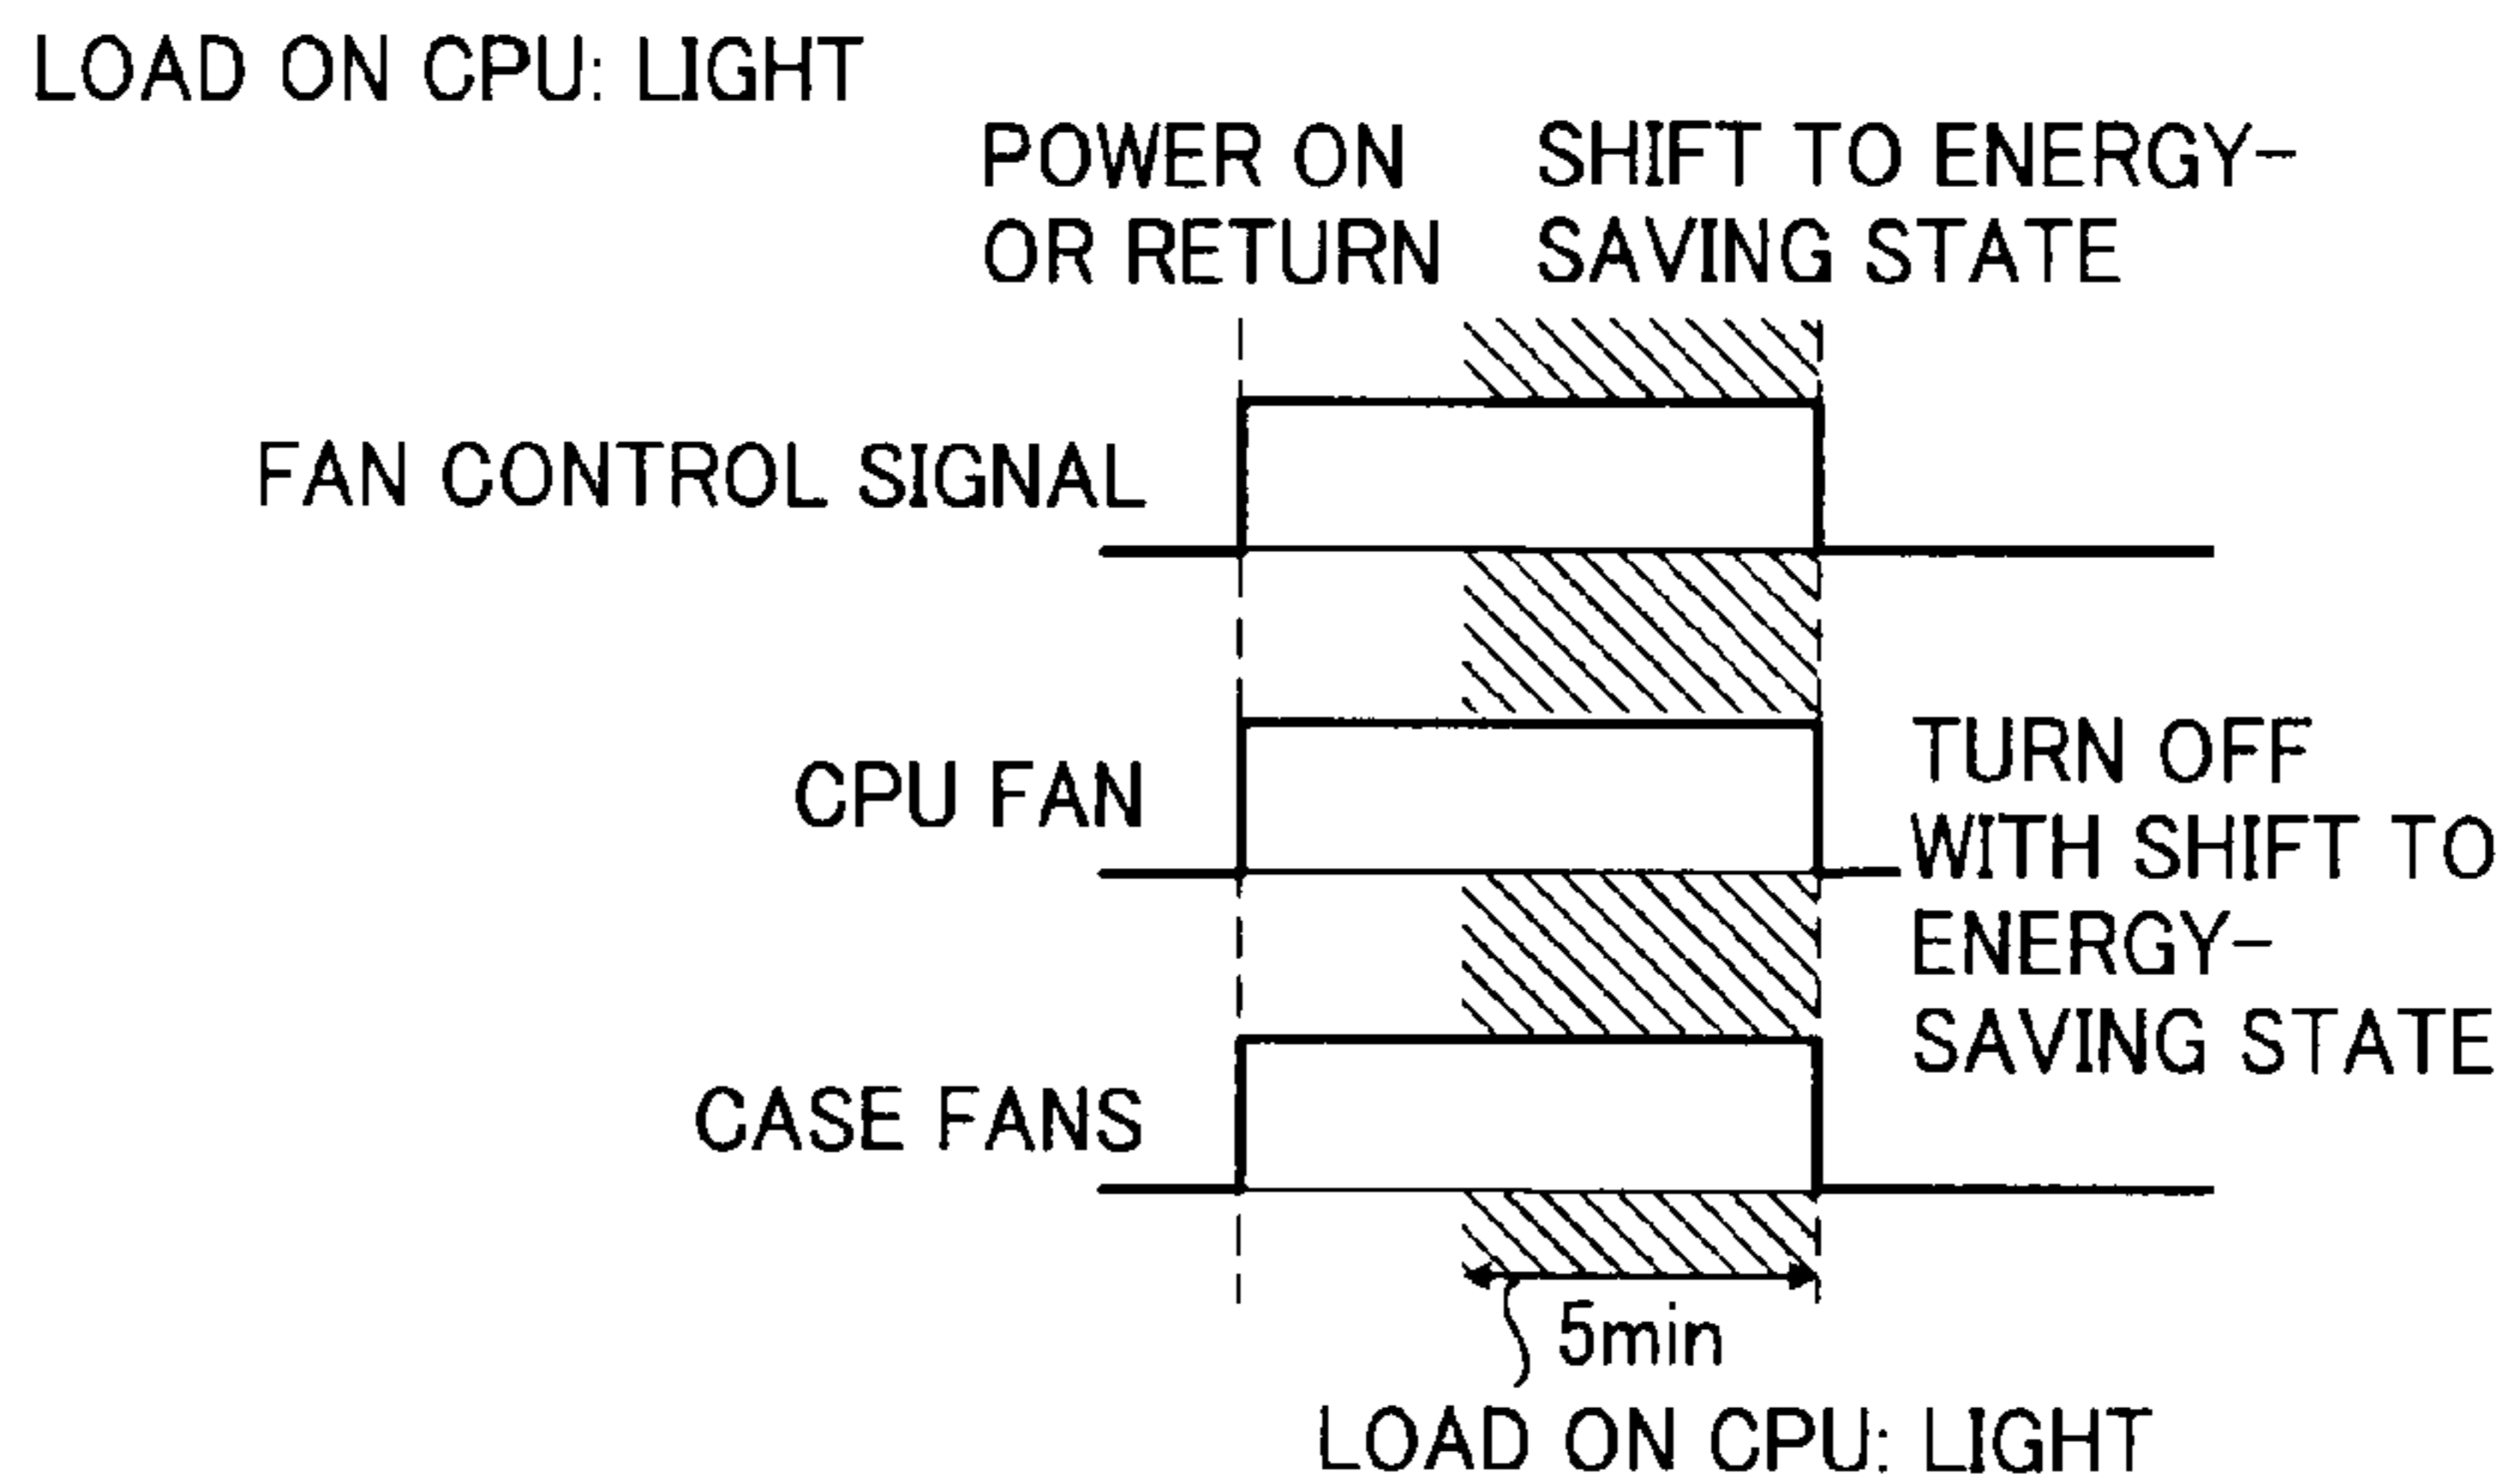 LOAD ON CPU: LIGHT
POWER ON
OR RETURN
SHIFT TO ENERGY-
SAVING STATE
FAN CONTROL SIGNAL
CPU FAN
TURN OFF
WITH SHIFT TO
ENERGY-
SAVING STATE
CASE FANS
5min
LOAD ON CPU: LIGHT